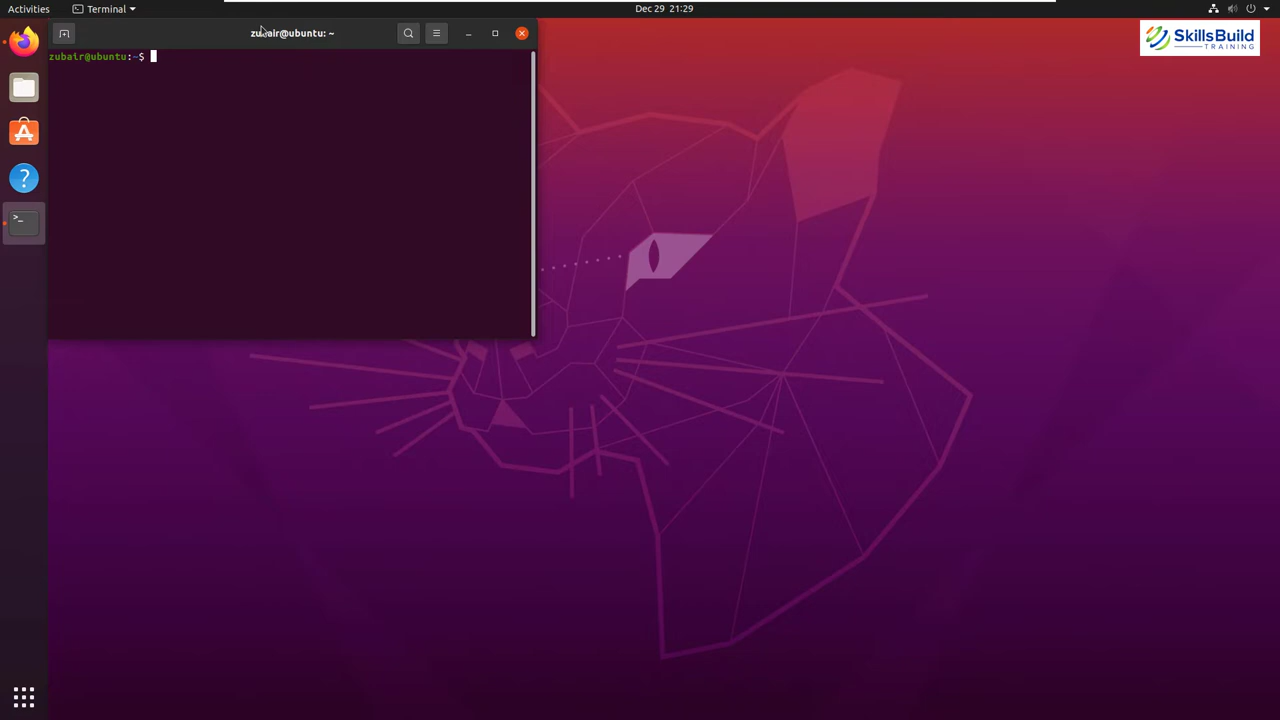 Activities
Terminal
Dec 29 21:29
zubair@ubuntu: ~
SkillsBuild
TRAINING
zubair@ubuntu:~$